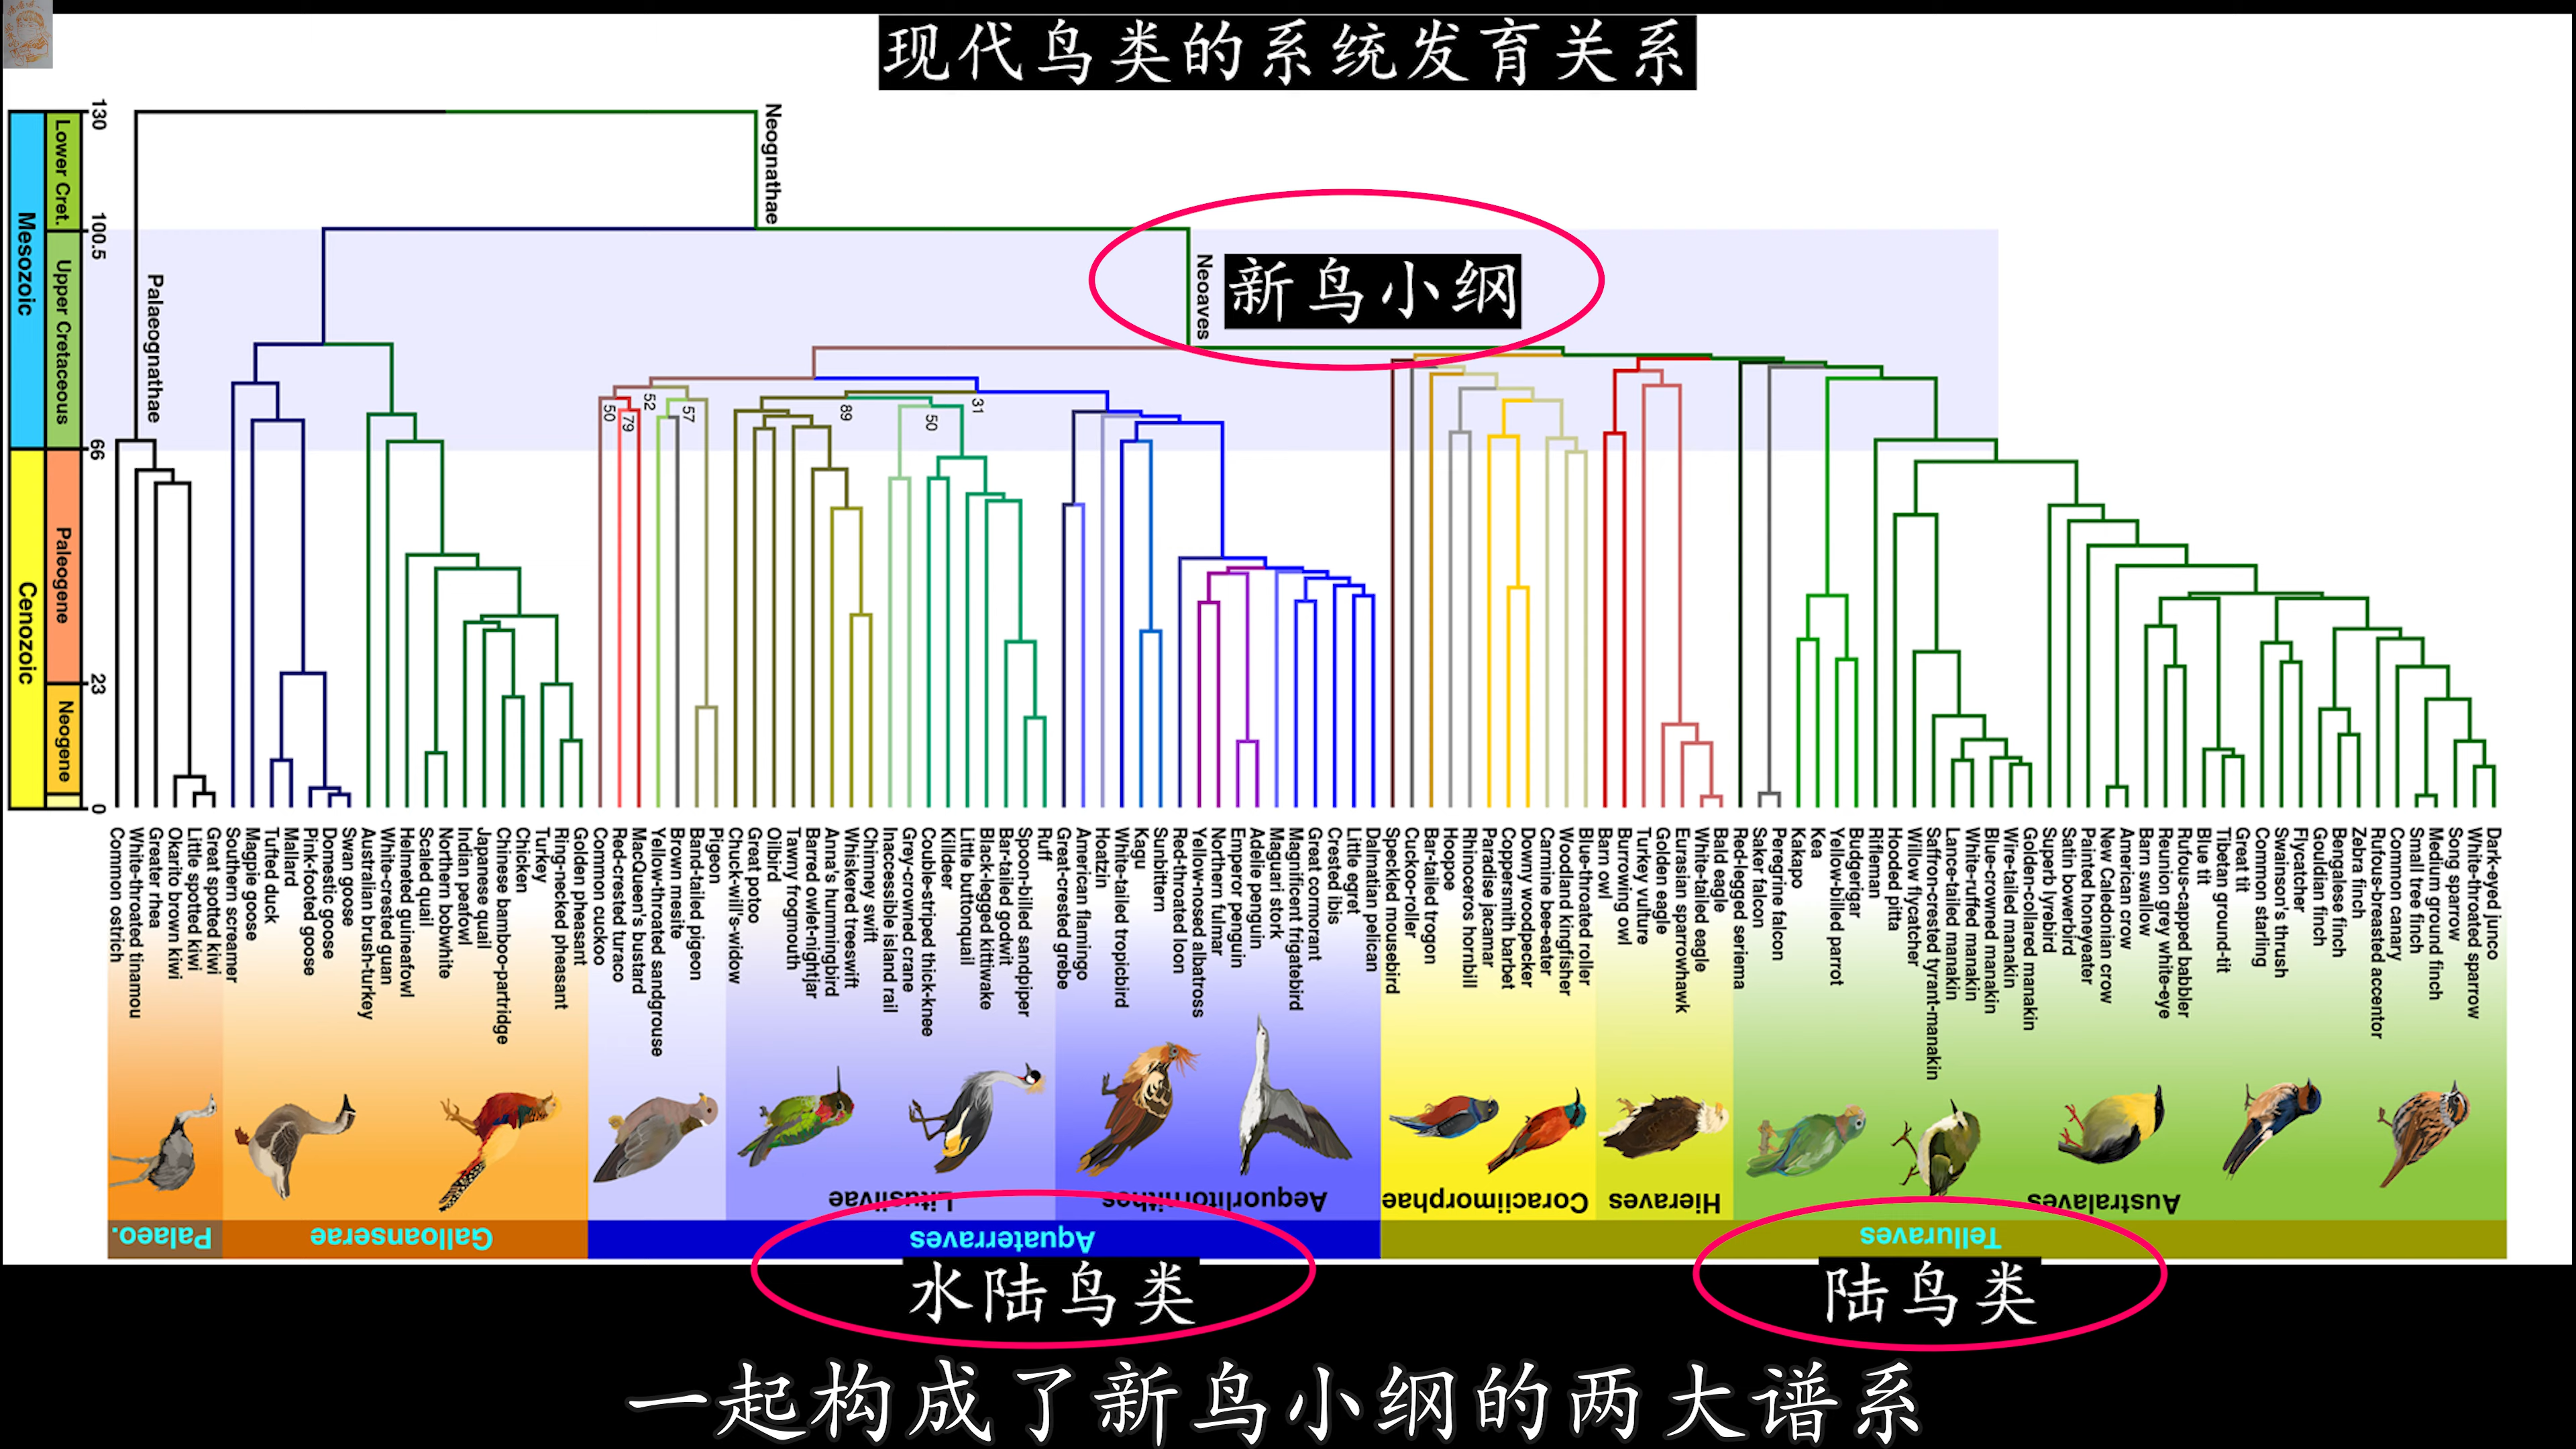 现代鸟类的系统发育关系
Mesozoic
Cenozoic
Lower Cret.
Upper Cretaceous
Paleogene
Neogene
130
100.5
66
23
0
Neognathae
Palaeognathae
Neoaves
新鸟小纲
50
79
52
57
89
50
31
Common ostrich
White-throated tinamou
Greater rhea
Okarito brown kiwi
Little spotted kiwi
Great spotted kiwi
Southern screamer
Magpie goose
Tufted duck
Mallard
Pink-footed goose
Domestic goose
Swan goose
Australian brush-turkey
White-crested guan
Helmeted guineafowl
Scaled quail
Northern bobwhite
Indian peafowl
Japanese quail
Chinese bamboo-partridge
Chicken
Turkey
Ring-necked pheasant
Golden pheasant
Common cuckoo
Red-crested turaco
MacQueen's bustard
Yellow-throated sandgrouse
Brown mesite
Band-tailed pigeon
Pigeon
Chuck-will's-widow
Great potoo
Oilbird
Tawny frogmouth
Barred owlet-nightjar
Anna's hummingbird
Whiskered treeswift
Chimney swift
Inaccessible island rail
Grey-crowned crane
Couble-striped thick-knee
Killdeer
Little buttonquail
Black-legged kittiwake
Bar-tailed godwit
Spoon-billed sandpiper
Ruff
Great-crested grebe
American flamingo
Hoatzin
White-tailed tropicbird
Kagu
Sunbittern
Red-throated loon
Yellow-nosed albatross
Northern fulmar
Emperor penguin
Adelie penguin
Maguari stork
Magnificent frigatebird
Great cormorant
Crested ibis
Little egret
Dalmatian pelican
Speckled mousebird
Cuckoo-roller
Bar-tailed trogon
Hoopoe
Rhinoceros hornbill
Paradise jacamar
Coppersmith barbet
Downy woodpecker
Carmine bee-eater
Woodland kingfisher
Blue-throated roller
Barn owl
Burrowing owl
Turkey vulture
Golden eagle
Eurasian sparrowhawk
White-tailed eagle
Bald eagle
Red-legged seriema
Saker falcon
Peregrine falcon
Kakapo
Kea
Yellow-billed parrot
Budgerigar
Rifleman
Hooded pitta
Willow flycatcher
Saffron-crested tyrant-manakin
Lance-tailed manakin
White-ruffed manakin
Blue-crowned manakin
Wire-tailed manakin
Golden-collared manakin
Superb lyrebird
Satin bowerbird
Painted honeyeater
New Caledonian crow
American crow
Barn swallow
Reunion grey white-eye
Rufous-capped babbler
Blue tit
Tibetan ground-tit
Great tit
Common starling
Swainson's thrush
Flycatcher
Gouldian finch
Bengalese finch
Zebra finch
Rufous-breasted accentor
Common canary
Small tree finch
Medium ground finch
Song sparrow
White-throated sparrow
Dark-eyed junco
Litusilvae
Aequorlitornithes
Coraciimorphae
Hieraves
Australaves
Palaeo.
Galloanserae
Aquaterraves
Telluraves
水陆鸟类
陆鸟类
一起构成了新鸟小纲的两大谱系